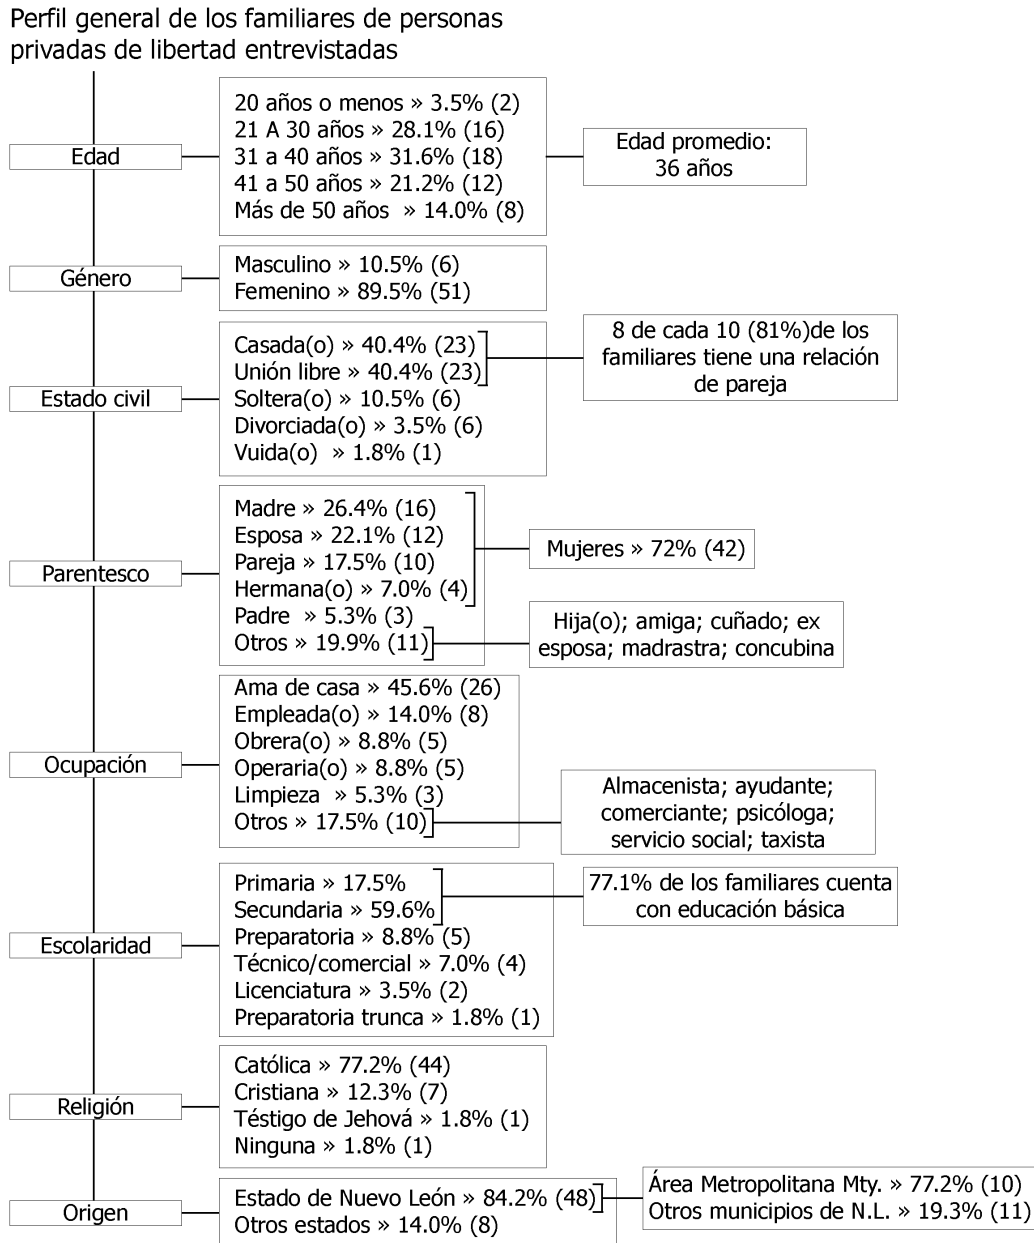 Perfil general de los familiares de personas
privadas de libertad entrevistadas
Edad
20 años o menos » 3.5% (2)
21 A 30 años » 28.1% (16)
31 a 40 años » 31.6% (18)
41 a 50 años » 21.2% (12)
Más de 50 años » 14.0% (8)
Edad promedio:
36 años
Género
Masculino » 10.5% (6)
Femenino » 89.5% (51)
Estado civil
Casada(o) » 40.4% (23)
Unión libre » 40.4% (23)
Soltera(o) » 10.5% (6)
Divorciada(o) » 3.5% (6)
Vuida(o) » 1.8% (1)
8 de cada 10 (81%)de los
familiares tiene una relación
de pareja
Parentesco
Madre » 26.4% (16)
Esposa » 22.1% (12)
Pareja » 17.5% (10)
Hermana(o) » 7.0% (4)
Padre » 5.3% (3)
Otros » 19.9% (11)
Mujeres » 72% (42)
Hija(o); amiga; cuñado; ex
esposa; madrastra; concubina
Ocupación
Ama de casa » 45.6% (26)
Empleada(o) » 14.0% (8)
Obrera(o) » 8.8% (5)
Operaria(o) » 8.8% (5)
Limpieza » 5.3% (3)
Otros » 17.5% (10)
Almacenista; ayudante;
comerciante; psicóloga;
servicio social; taxista
Escolaridad
Primaria » 17.5%
Secundaria » 59.6%
Preparatoria » 8.8% (5)
Técnico/comercial » 7.0% (4)
Licenciatura » 3.5% (2)
Preparatoria trunca » 1.8% (1)
77.1% de los familiares cuenta
con educación básica
Religión
Católica » 77.2% (44)
Cristiana » 12.3% (7)
Téstigo de Jehová » 1.8% (1)
Ninguna » 1.8% (1)
Origen
Estado de Nuevo León » 84.2% (48)
Otros estados » 14.0% (8)
Área Metropolitana Mty. » 77.2% (10)
Otros municipios de N.L. » 19.3% (11)